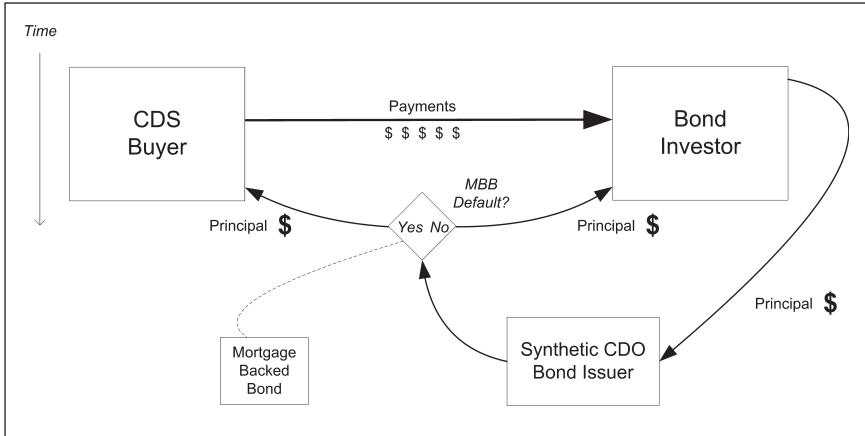 Time
CDS
Buyer
Payments
$ $ $ $ $
Bond
Investor
MBB
Default?
Principal $
Yes No
Principal $
Principal $
Mortgage
Backed
Bond
Synthetic CDO
Bond Issuer